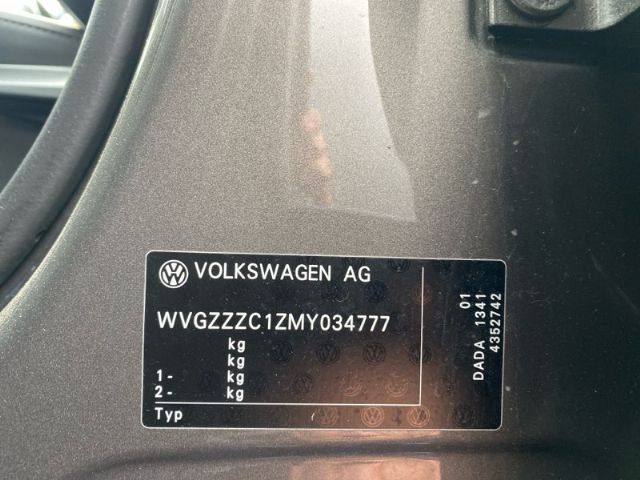 VOLKSWAGEN AG
WVGZZZC1ZMY034777
kg
kg
1- kg
2- kg
Typ
01
DADA 1341
4352742